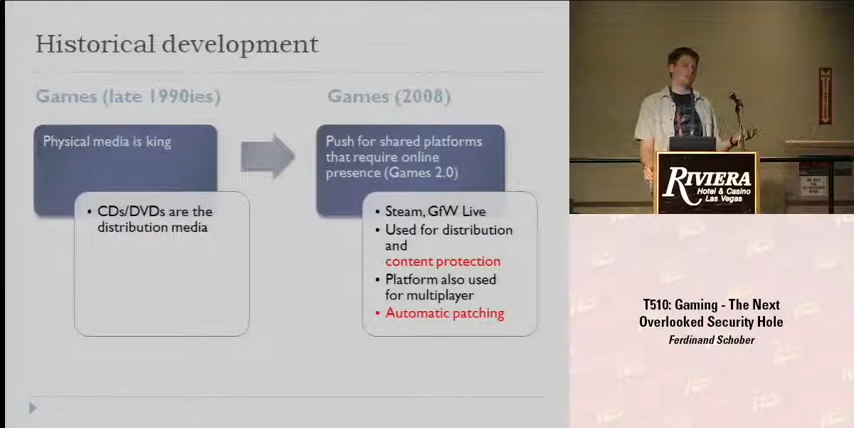 Historical development
Games (late 1990ies)
Games (2008)
Physical media is king
• CDs/DVDs are the
distribution media
Push for shared platforms
that require online
presence (Games 2.0)
• Steam, GfW Live
• Used for distribution
and
content protection
• Platform also used
for multiplayer
• Automatic patching
RIVIERA
Hotel & Casino
Las Vegas
T510: Gaming - The Next
Overlooked Security Hole
Ferdinand Schober